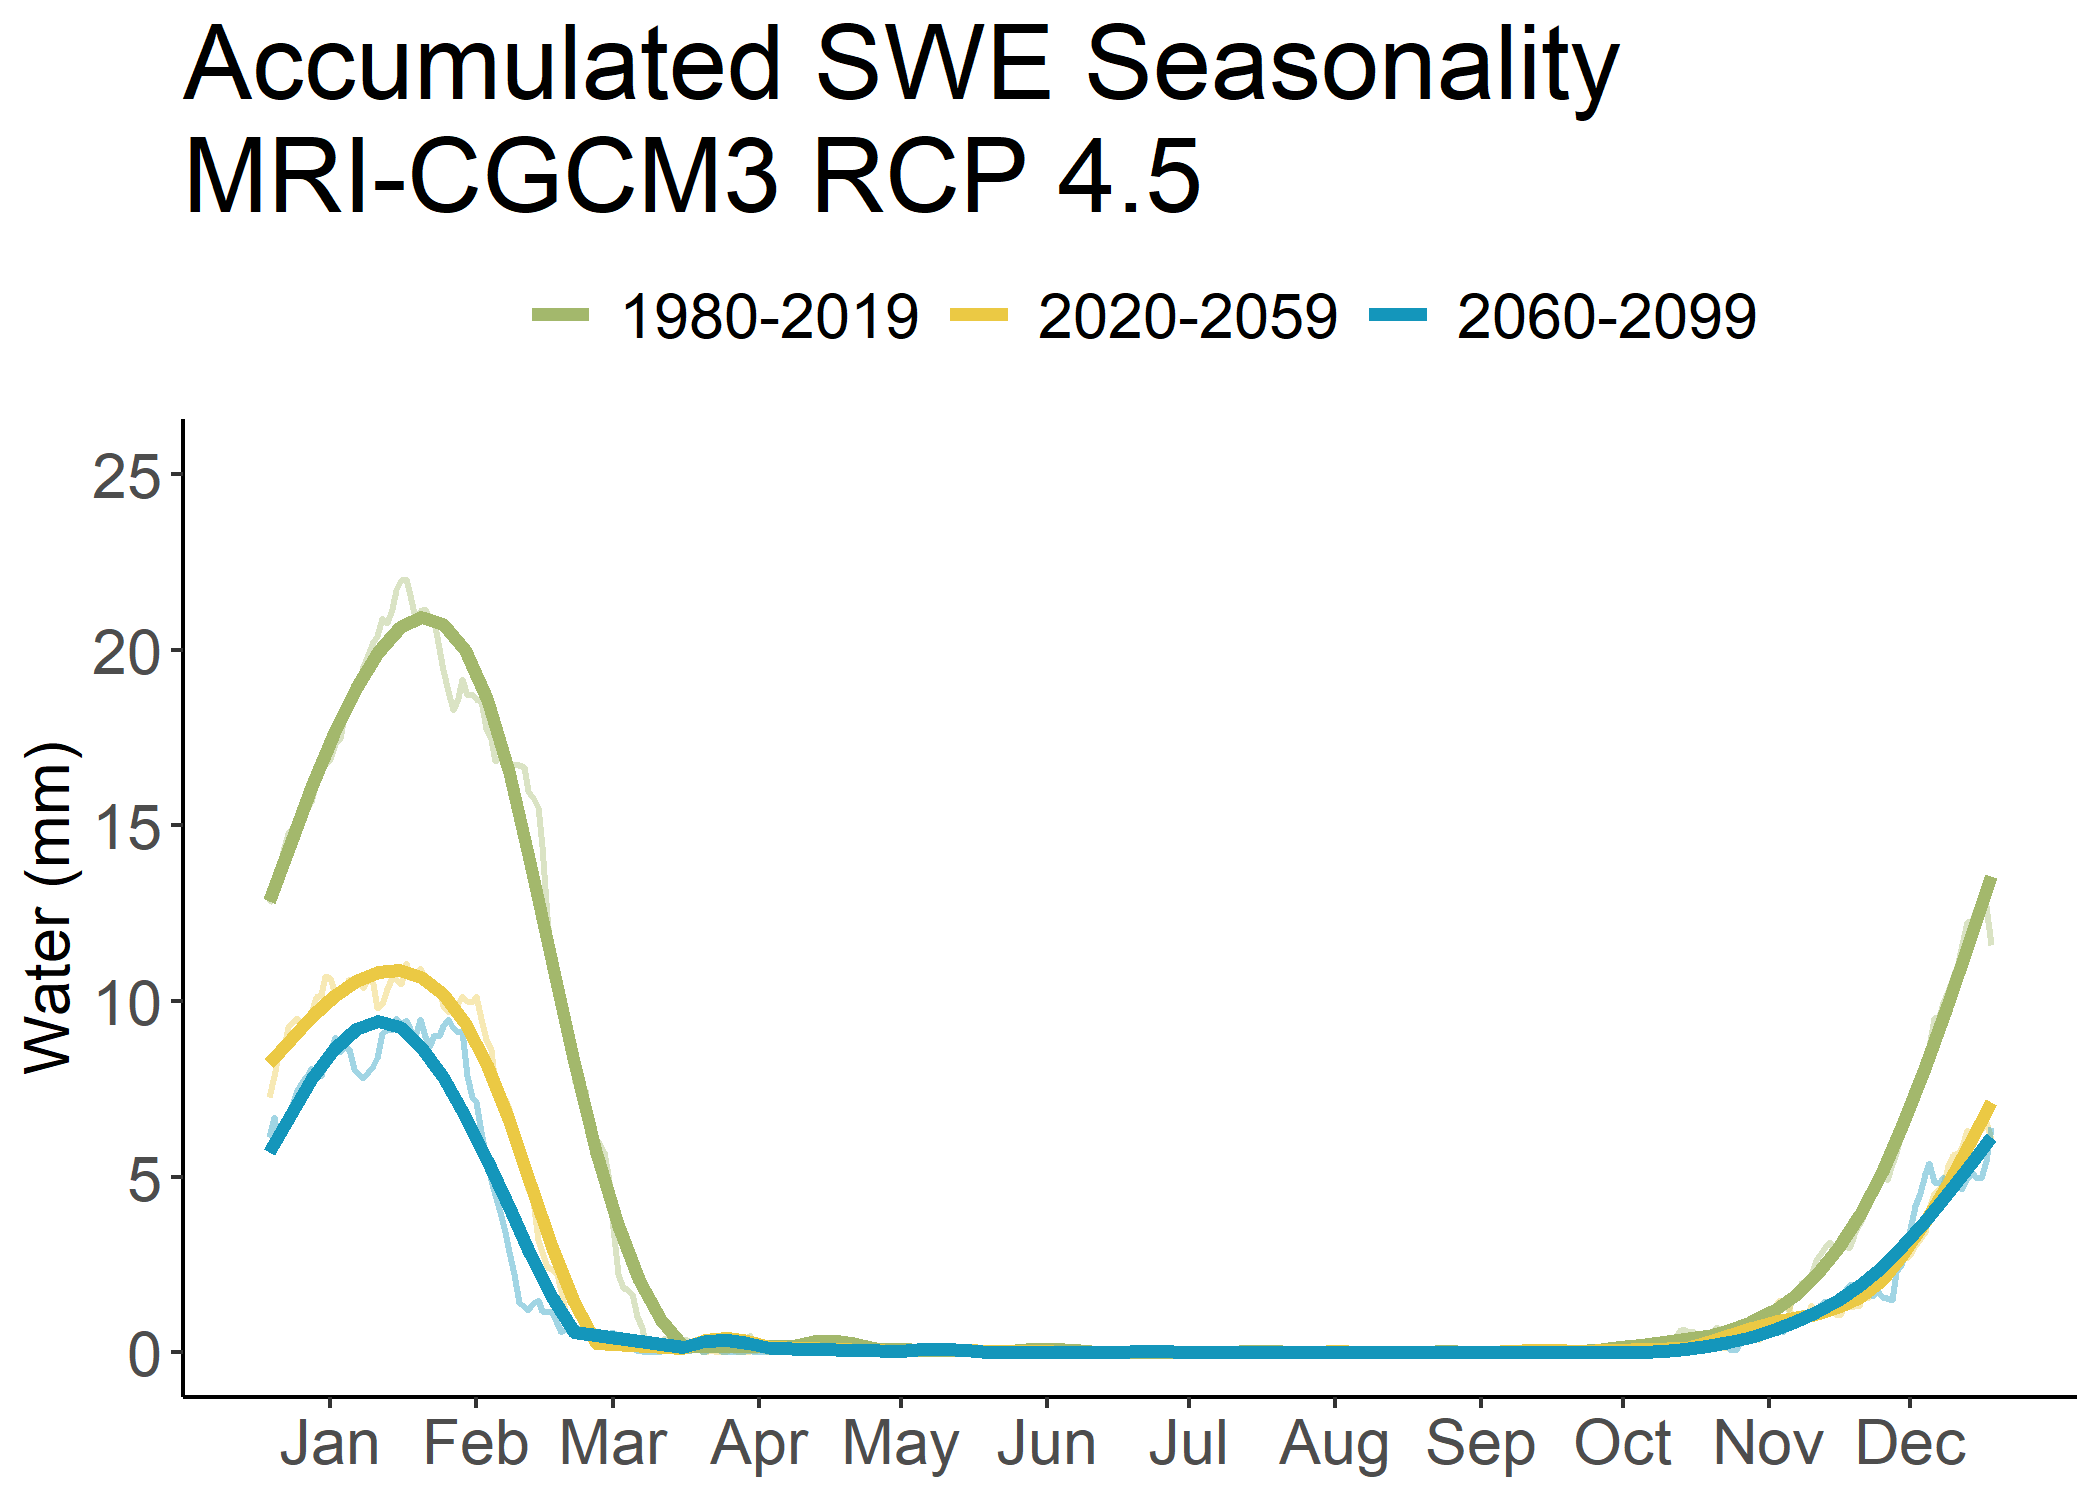 Accumulated SWE Seasonality
MRI-CGCM3 RCP 4.5
1980-2019 2020-2059 2060-2099
Water (mm)
25
20
15
10
5
0
Jan Feb Mar Apr May Jun Jul Aug Sep Oct Nov Dec